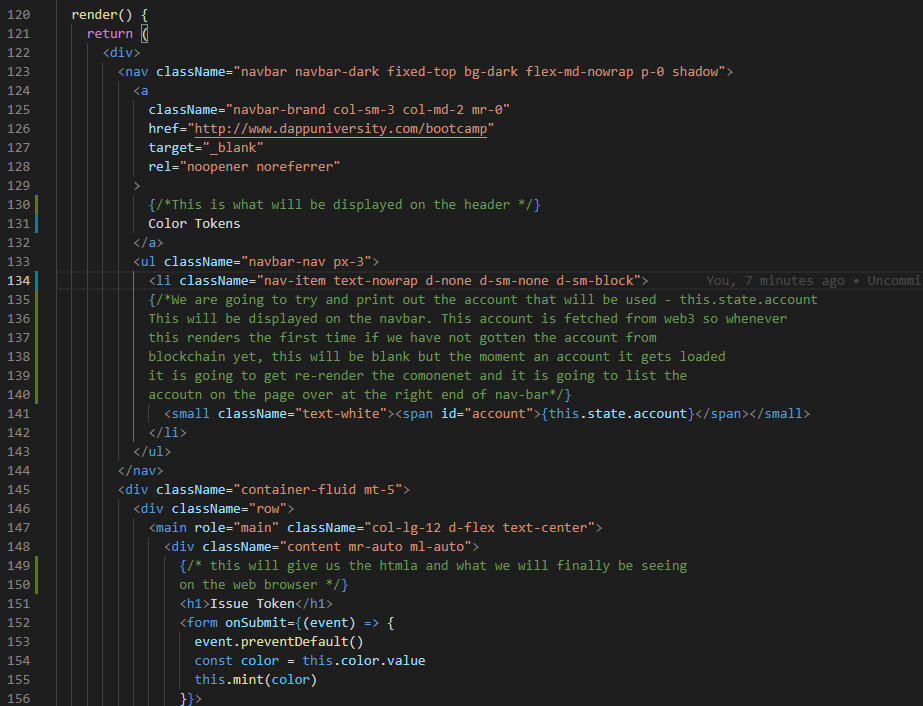 120 render() {
121 return (
122 <div>
123 <nav className="navbar navbar-dark fixed-top bg-dark flex-md-nowrap p-0 shadow">
124 <a
125 className="navbar-brand col-sm-3 col-md-2 mr-0"
126 href="http://www.dappuniversity.com/bootcamp"
127 target="_blank"
128 rel="noopener noreferrer"
129 >
130 {/*This is what will be displayed on the header */}
131 Color Tokens
132 </a>
133 <ul className="navbar-nav px-3">
134 <li className="nav-item text-nowrap d-none d-sm-none d-sm-block"> You, 7 minutes ago • Uncommi
135 {/*We are going to try and print out the account that will be used - this.state.account
136 This will be displayed on the navbar. This account is fetched from web3 so whenever
137 this renders the first time if we have not gotten the account from
138 blockchain yet, this will be blank but the moment an account it gets loaded
139 it is going to get re-render the comonenet and it is going to list the
140 accoutn on the page over at the right end of nav-bar*/}
141 <small className="text-white"><span id="account">{this.state.account}</span></small>
142 </li>
143 </ul>
144 </nav>
145 <div className="container-fluid mt-5">
146 <div className="row">
147 <main role="main" className="col-lg-12 d-flex text-center">
148 <div className="content mr-auto ml-auto">
149 {/* this will give us the htmla and what we will finally be seeing
150 on the web browser */}
151 <h1>Issue Token</h1>
152 <form onSubmit={(event) => {
153 event.preventDefault()
154 const color = this.color.value
155 this.mint(color)
156 }}>